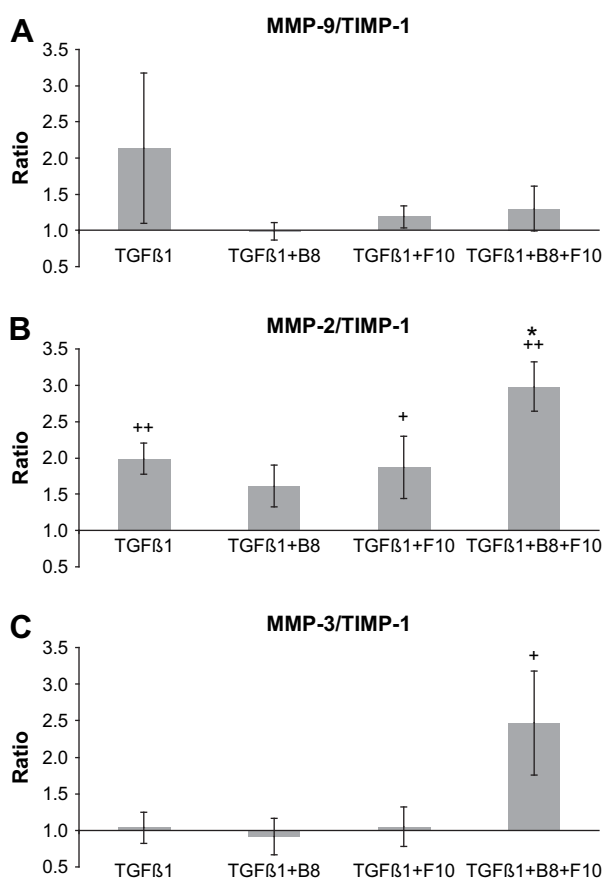 A
MMP-9/TIMP-1
3.5
3.0
2.5
2.0
1.5
1.0
0.5
Ratio
TGFß1 TGFß1+B8 TGFß1+F10 TGFß1+B8+F10
B
MMP-2/TIMP-1
3.5
3.0
2.5
2.0
1.5
1.0
0.5
Ratio
*
++
+
++
TGFß1 TGFß1+B8 TGFß1+F10 TGFß1+B8+F10
C
MMP-3/TIMP-1
3.5
3.0
2.5
2.0
1.5
1.0
0.5
Ratio
+
TGFß1 TGFß1+B8 TGFß1+F10 TGFß1+B8+F10